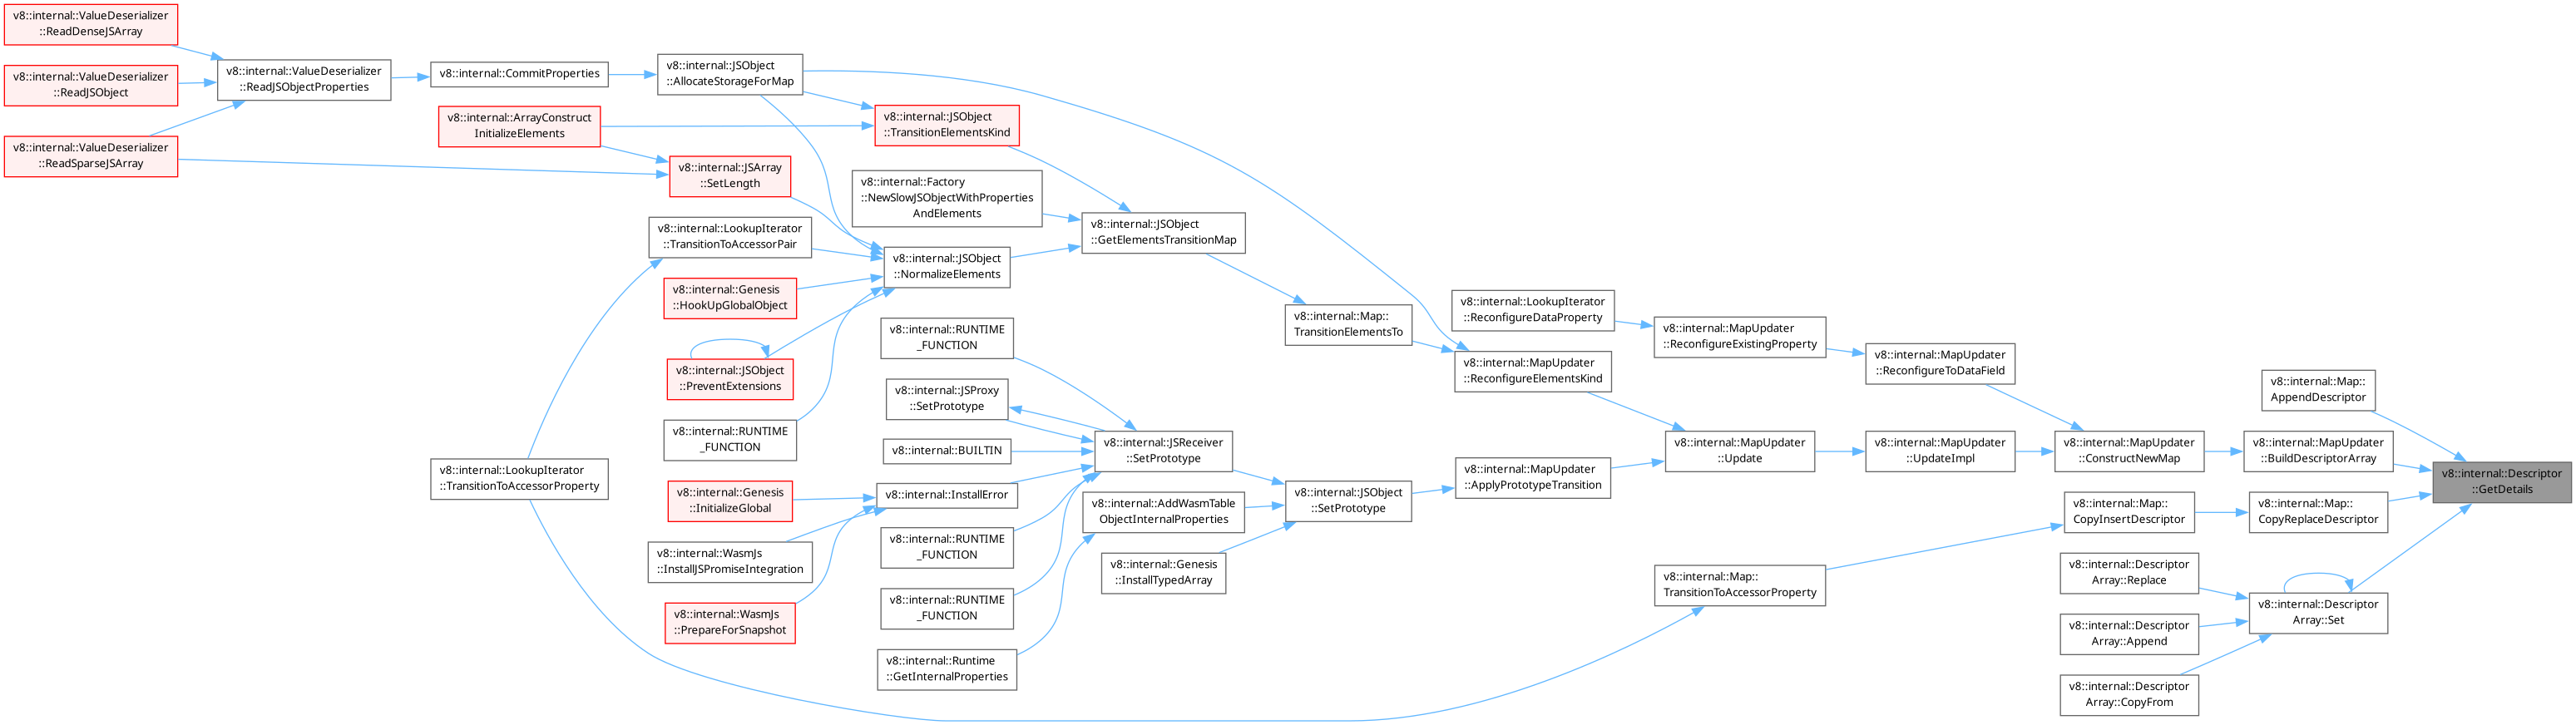 v8::internal::ValueDeserializer
::ReadDenseJSArray
v8::internal::ValueDeserializer
::ReadJSObject
v8::internal::ValueDeserializer
::ReadSparseJSArray
v8::internal::ValueDeserializer
::ReadJSObjectProperties
v8::internal::CommitProperties
v8::internal::ArrayConstruct
InitializeElements
v8::internal::LookupIterator
::TransitionToAccessorProperty
v8::internal::JSObject
::AllocateStorageForMap
v8::internal::JSArray
::SetLength
v8::internal::LookupIterator
::TransitionToAccessorPair
v8::internal::Genesis
::HookUpGlobalObject
v8::internal::JSObject
::PreventExtensions
v8::internal::RUNTIME
_FUNCTION
v8::internal::Genesis
::InitializeGlobal
v8::internal::WasmJs
::InstallJSPromiseIntegration
v8::internal::WasmJs
::PrepareForSnapshot
v8::internal::JSObject
::TransitionElementsKind
v8::internal::Factory
::NewSlowJSObjectWithProperties
AndElements
v8::internal::JSObject
::NormalizeElements
v8::internal::RUNTIME
_FUNCTION
v8::internal::JSProxy
::SetPrototype
v8::internal::BUILTIN
v8::internal::InstallError
v8::internal::RUNTIME
_FUNCTION
v8::internal::RUNTIME
_FUNCTION
v8::internal::Runtime
::GetInternalProperties
v8::internal::JSObject
::GetElementsTransitionMap
v8::internal::JSReceiver
::SetPrototype
v8::internal::AddWasmTable
ObjectInternalProperties
v8::internal::Genesis
::InstallTypedArray
v8::internal::Map::
TransitionElementsTo
v8::internal::JSObject
::SetPrototype
v8::internal::LookupIterator
::ReconfigureDataProperty
v8::internal::MapUpdater
::ReconfigureElementsKind
v8::internal::MapUpdater
::ApplyPrototypeTransition
v8::internal::MapUpdater
::ReconfigureExistingProperty
v8::internal::MapUpdater
::Update
v8::internal::Map::
TransitionToAccessorProperty
v8::internal::MapUpdater
::ReconfigureToDataField
v8::internal::MapUpdater
::UpdateImpl
v8::internal::MapUpdater
::ConstructNewMap
v8::internal::Map::
CopyInsertDescriptor
v8::internal::Descriptor
Array::Replace
v8::internal::Descriptor
Array::Append
v8::internal::Descriptor
Array::CopyFrom
v8::internal::Map::
AppendDescriptor
v8::internal::MapUpdater
::BuildDescriptorArray
v8::internal::Map::
CopyReplaceDescriptor
v8::internal::Descriptor
Array::Set
v8::internal::Descriptor
::GetDetails